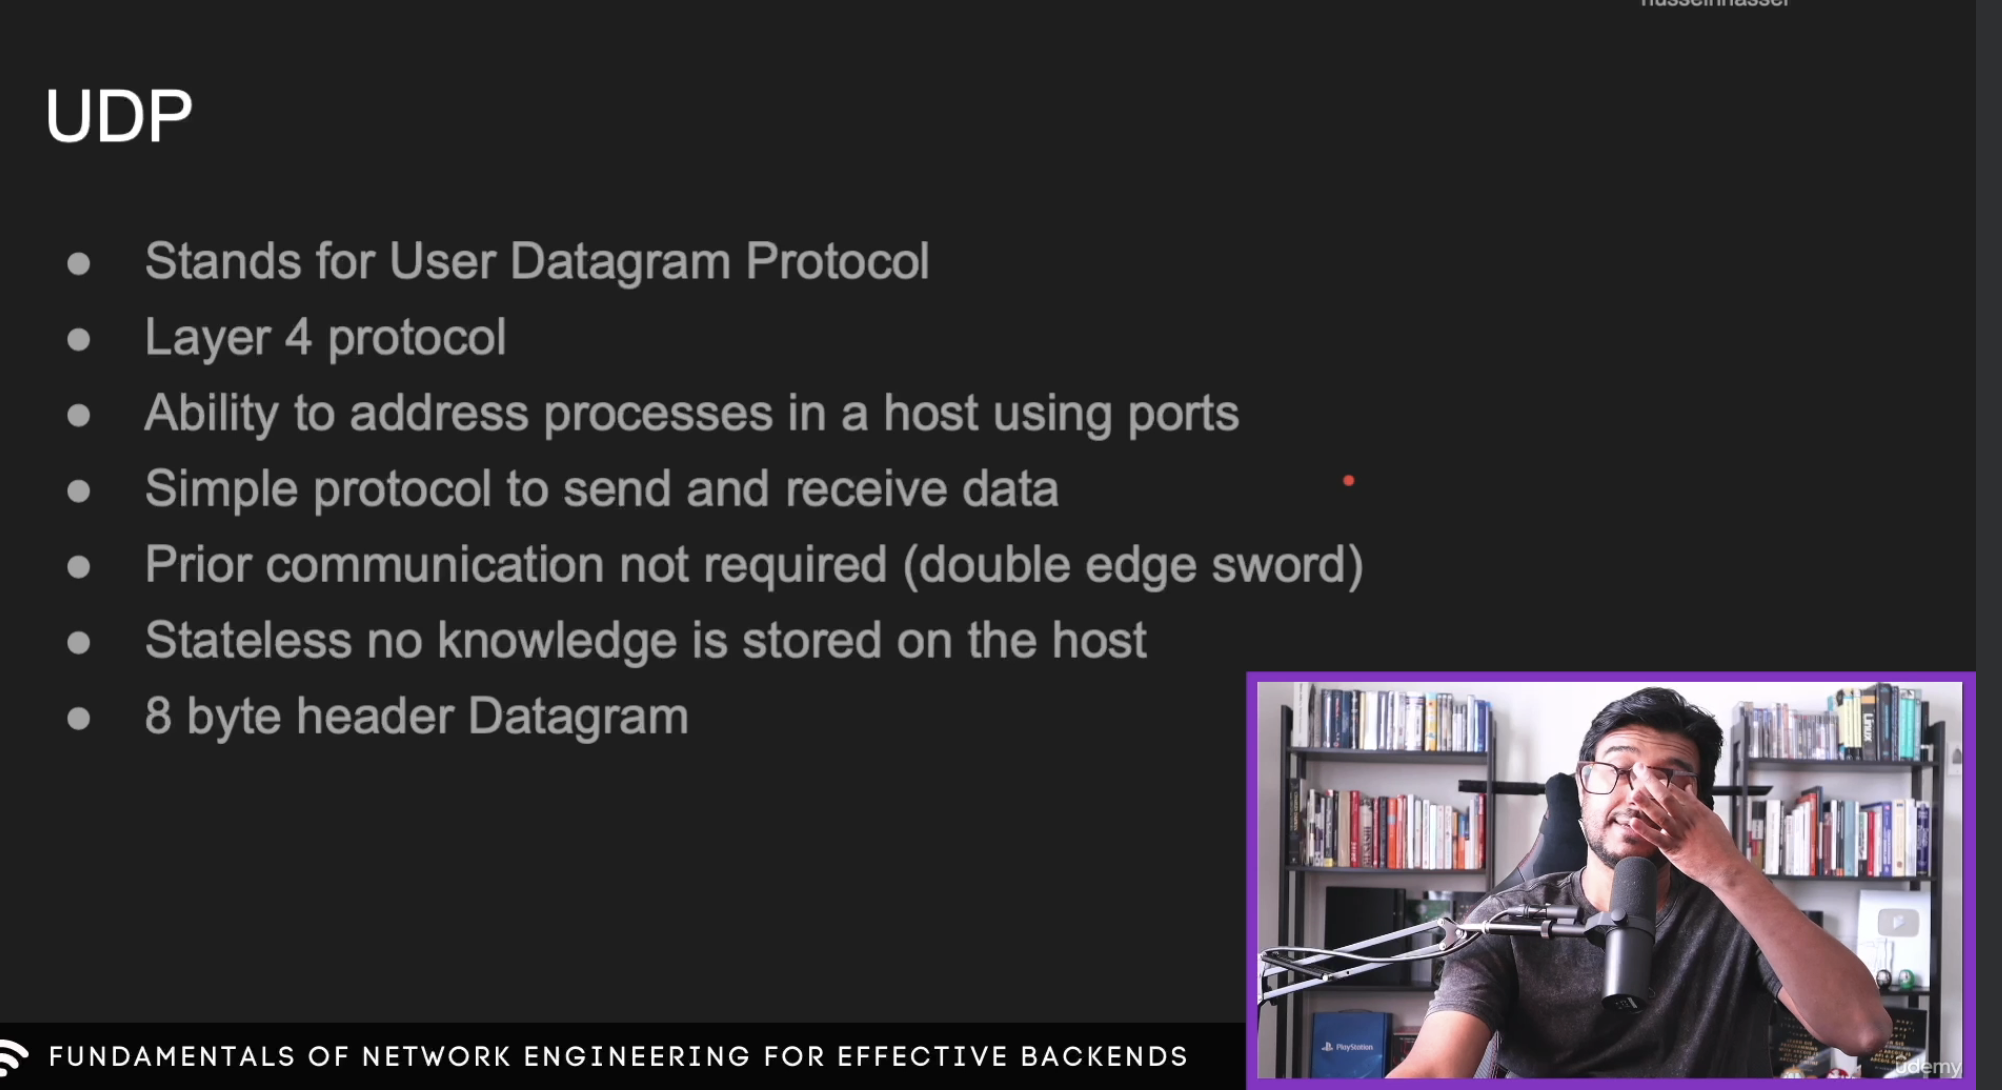 husseinnasser
UDP
● Stands for User Datagram Protocol
● Layer 4 protocol
● Ability to address processes in a host using ports
● Simple protocol to send and receive data
● Prior communication not required (double edge sword)
● Stateless no knowledge is stored on the host
● 8 byte header Datagram
Linux
PlayStation
FUNDAMENTALS OF NETWORK ENGINEERING FOR EFFECTIVE BACKENDS
udemy